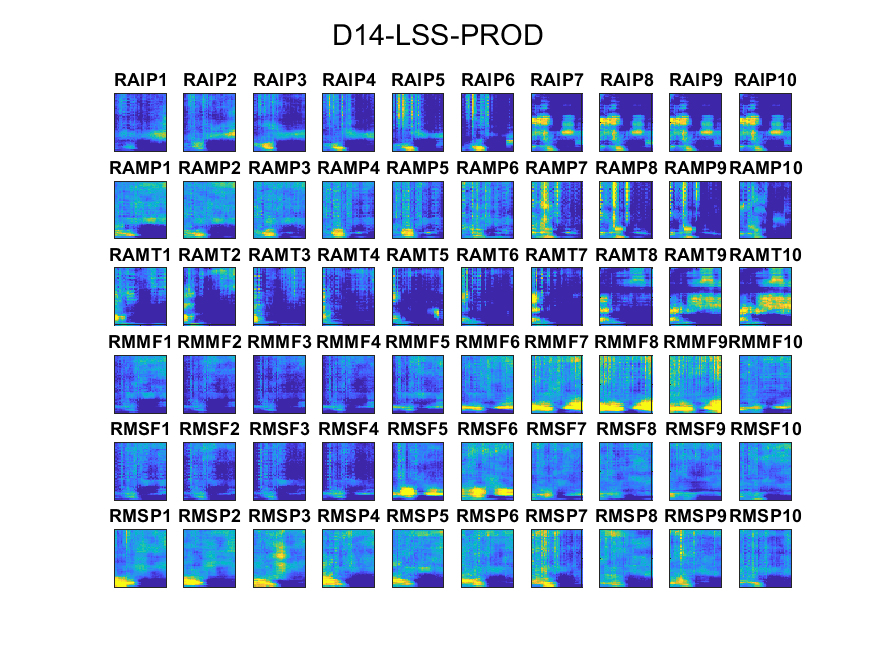 D14-LSS-PROD
RAIP1 RAIP2 RAIP3 RAIP4 RAIP5 RAIP6 RAIP7 RAIP8 RAIP9 RAIP10
RAMP1 RAMP2 RAMP3 RAMP4 RAMP5 RAMP6 RAMP7 RAMP8 RAMP9 RAMP10
RAMT1 RAMT2 RAMT3 RAMT4 RAMT5 RAMT6 RAMT7 RAMT8 RAMT9 RAMT10
RMMF1 RMMF2 RMMF3 RMMF4 RMMF5 RMMF6 RMMF7 RMMF8 RMMF9 RMMF10
RMSF1 RMSF2 RMSF3 RMSF4 RMSF5 RMSF6 RMSF7 RMSF8 RMSF9 RMSF10
RMSP1 RMSP2 RMSP3 RMSP4 RMSP5 RMSP6 RMSP7 RMSP8 RMSP9 RMSP10